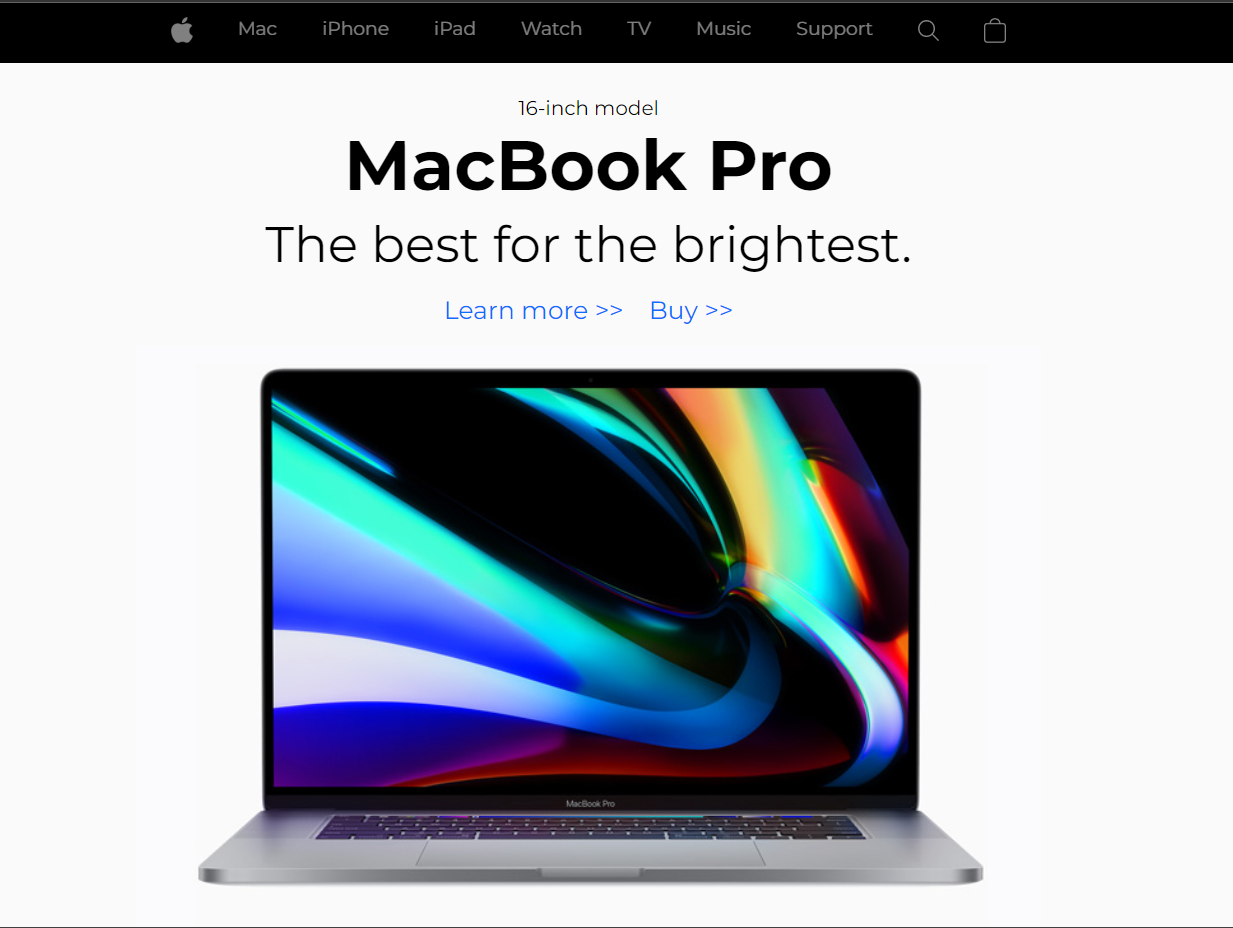 Mac iPhone iPad Watch TV Music Support
16-inch model
MacBook Pro
The best for the brightest.
Learn more >> Buy >>
MacBook Pro